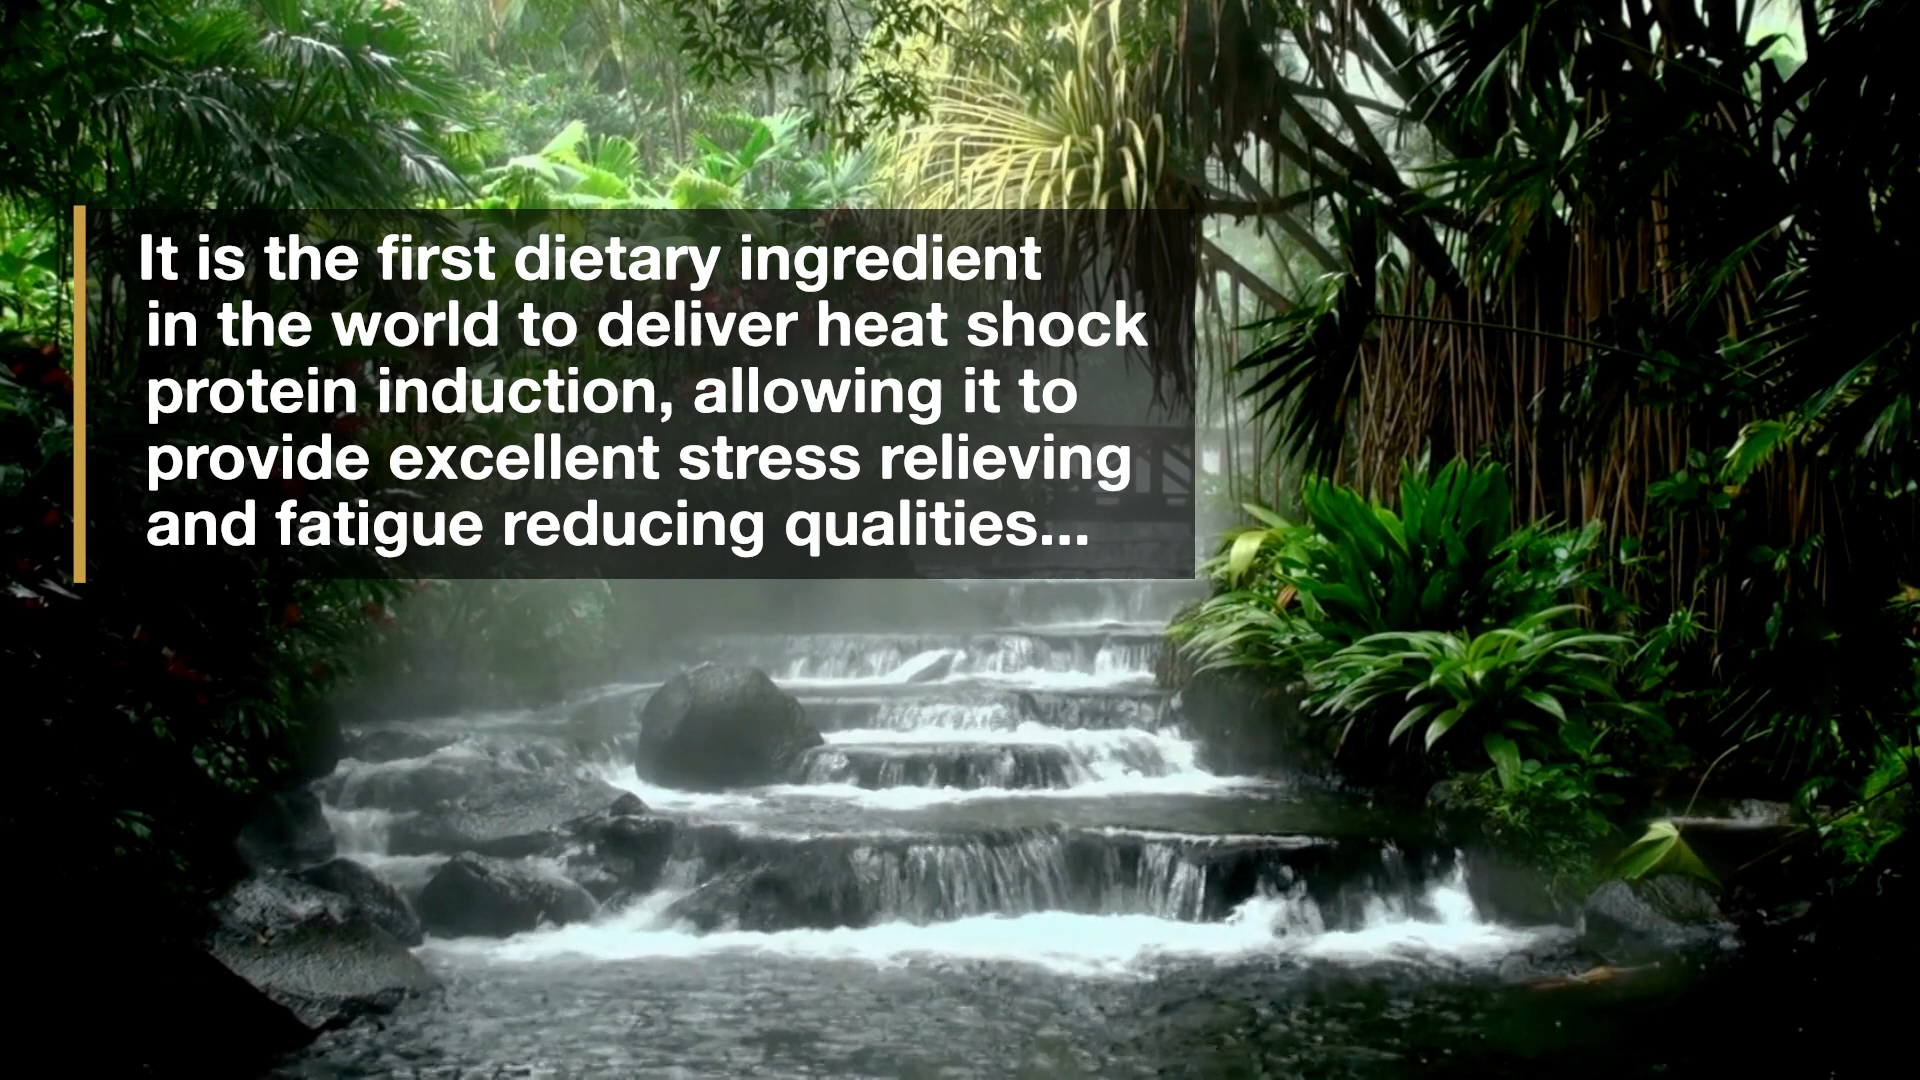 It is the first dietary ingredient
in the world to deliver heat shock
protein induction, allowing it to
provide excellent stress relieving
and fatigue reducing qualities...